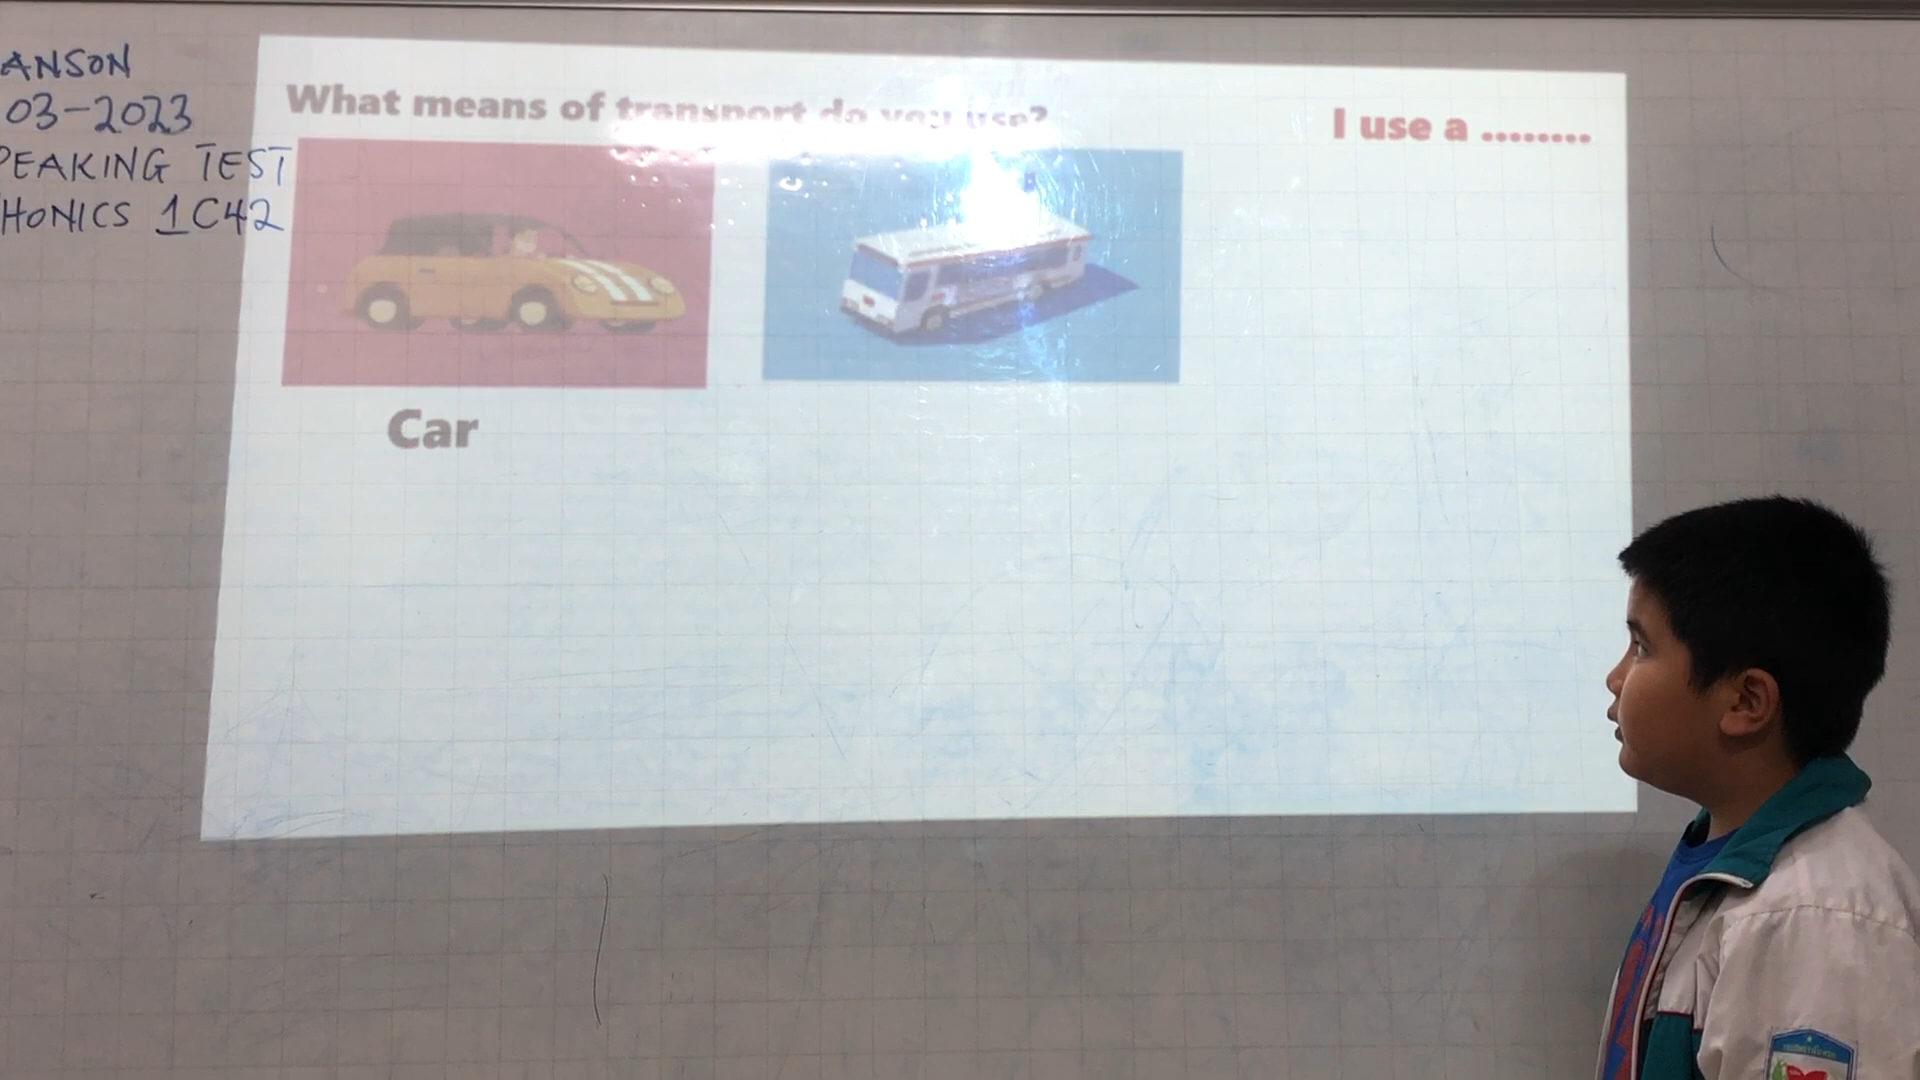 ANSON
03-2023
PEAKING TEST
HONICS 1C42
What means of transport do you use?
I use a ........
Car